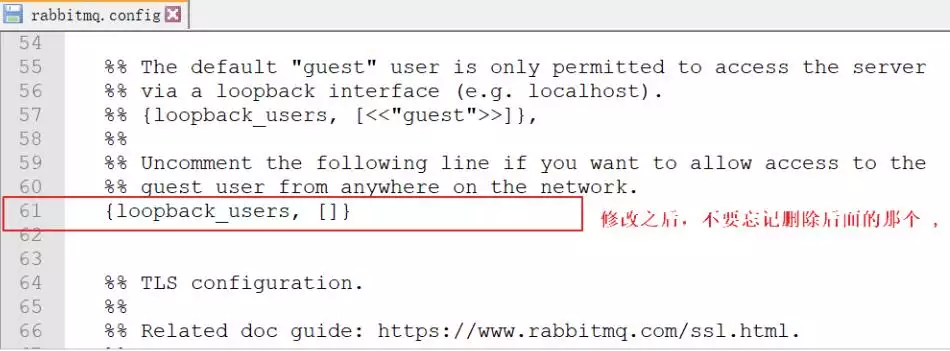 rabbitmq.config
54
55 %% The default "guest" user is only permitted to access the server
56 %% via a loopback interface (e.g. localhost).
57 %% {loopback_users, [<<"guest">>]},
58 %%
59 %% Uncomment the following line if you want to allow access to the
60 %% guest user from anywhere on the network.
61 {loopback_users, []} 修改之后，不要忘记删除后面的那个 ,
62
63
64 %% TLS configuration.
65 %%
66 %% Related doc guide: https://www.rabbitmq.com/ssl.html.